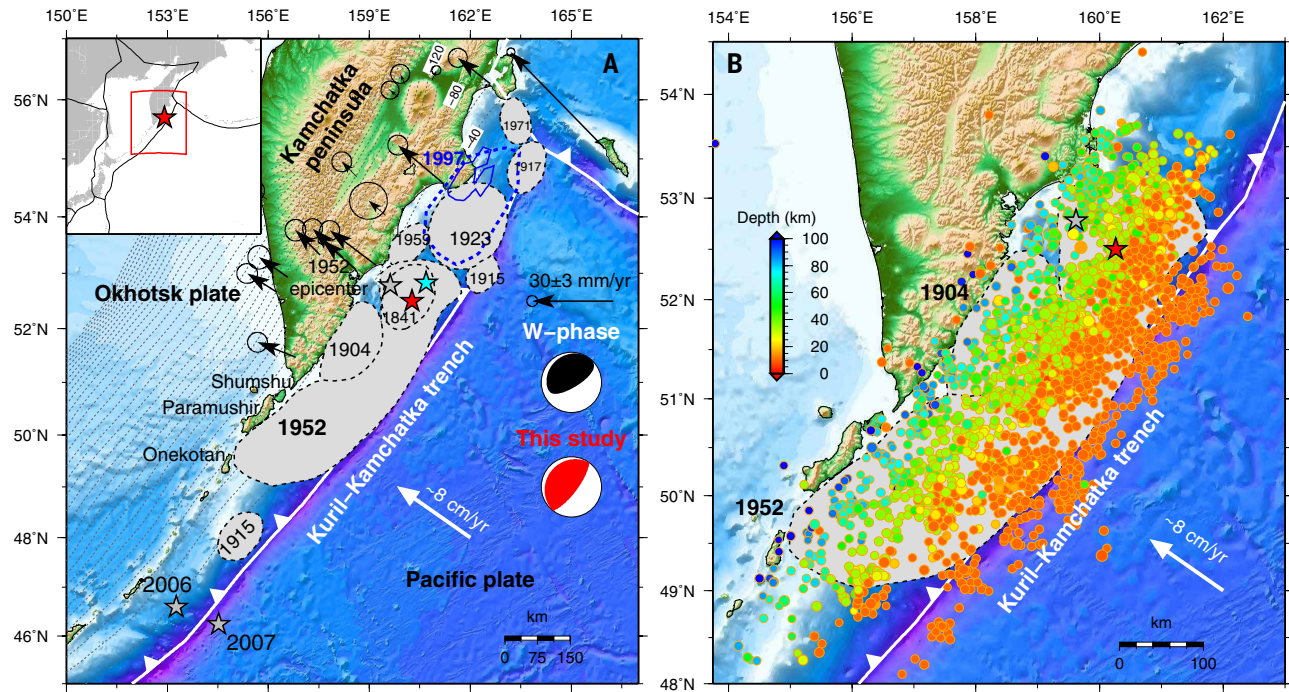 150°E
153°E
156°E
159°E
162°E
165°E
154°E
156°E
158°E
160°E
162°E
A
B
56°N
54°N
52°N
50°N
48°N
46°N
54°N
53°N
52°N
51°N
50°N
49°N
48°N
Kamchatka
peninsula
−120
−80
−40
1971
1917
1997
1959
1923
1952
epicenter
1915
30±3 mm/yr
Okhotsk plate
1841
W−phase
1904
Shumshu
Paramushir
1952
This study
Onekotan
Kuril−Kamchatka trench
~8 cm/yr
1915
Pacific plate
2006
2007
km
0 75 150
150°E
Depth (km)
100
80
60
40
20
0
1904
1952
Kuril−Kamchatka trench
~8 cm/yr
km
0 100